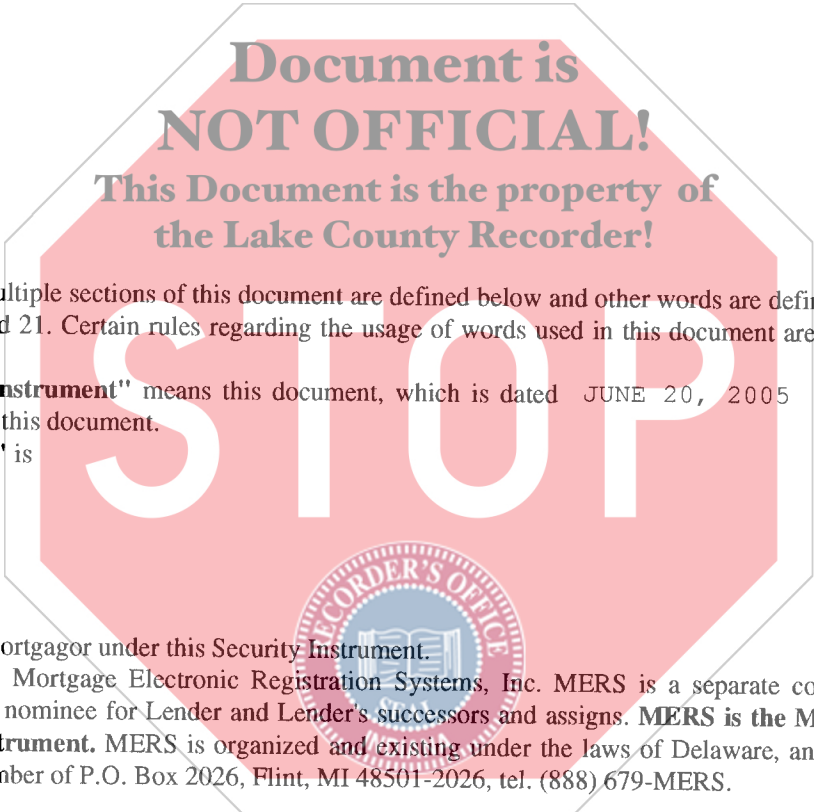 Document is
NOT OFFICIAL!
This Document is the property of
the Lake County Recorder!
ultiple sections of this document are defined below and other words are defin
d 21. Certain rules regarding the usage of words used in this document are
nstrument" means this document, which is dated JUNE 20, 2005
this document.
" is
STOP
RECORDER'S OFFICE
ortgagor under this Security Instrument.
Mortgage Electronic Registration Systems, Inc. MERS is a separate co
nominee for Lender and Lender's successors and assigns. MERS is the M
SEAL
trument. MERS is organized and existing under the laws of Delaware, an
nber of P.O. Box 2026, Flint, MI 48501-2026, tel. (888) 679-MERS.